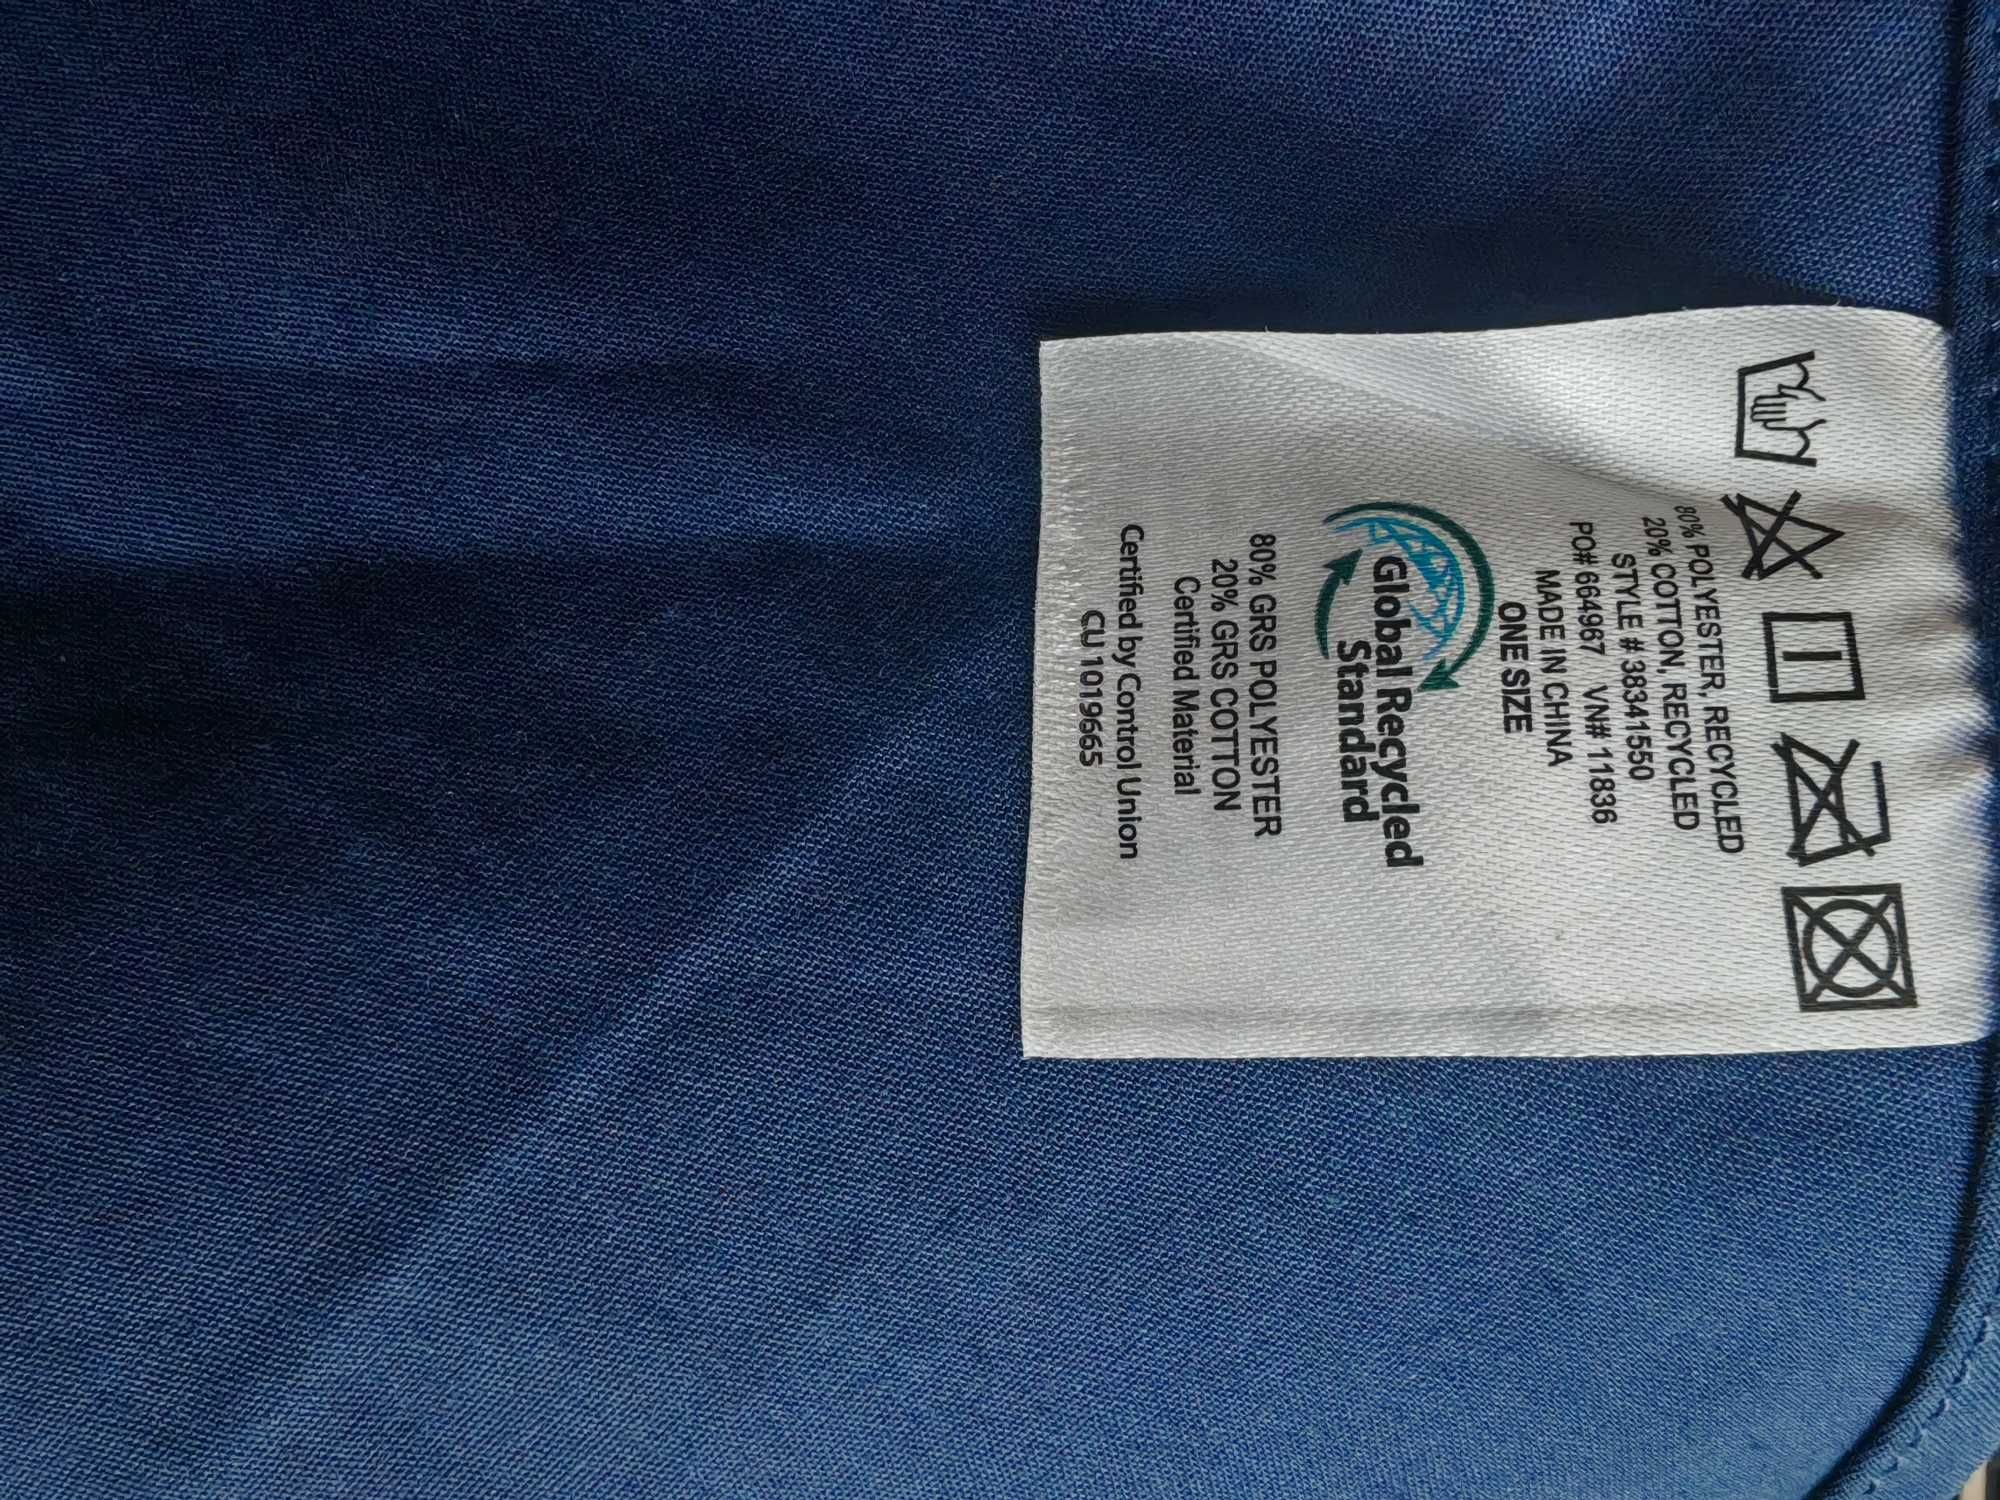 80% POLYESTER, RECYCLED
20% COTTON, RECYCLED
STYLE # 38341550
PO# 664967 VN# 11836
MADE IN CHINA
ONE SIZE
Global Recycled
Standard
80% GRS POLYESTER
20% GRS COTTON
Certified Material
Certified by Control Union
CU 1019665